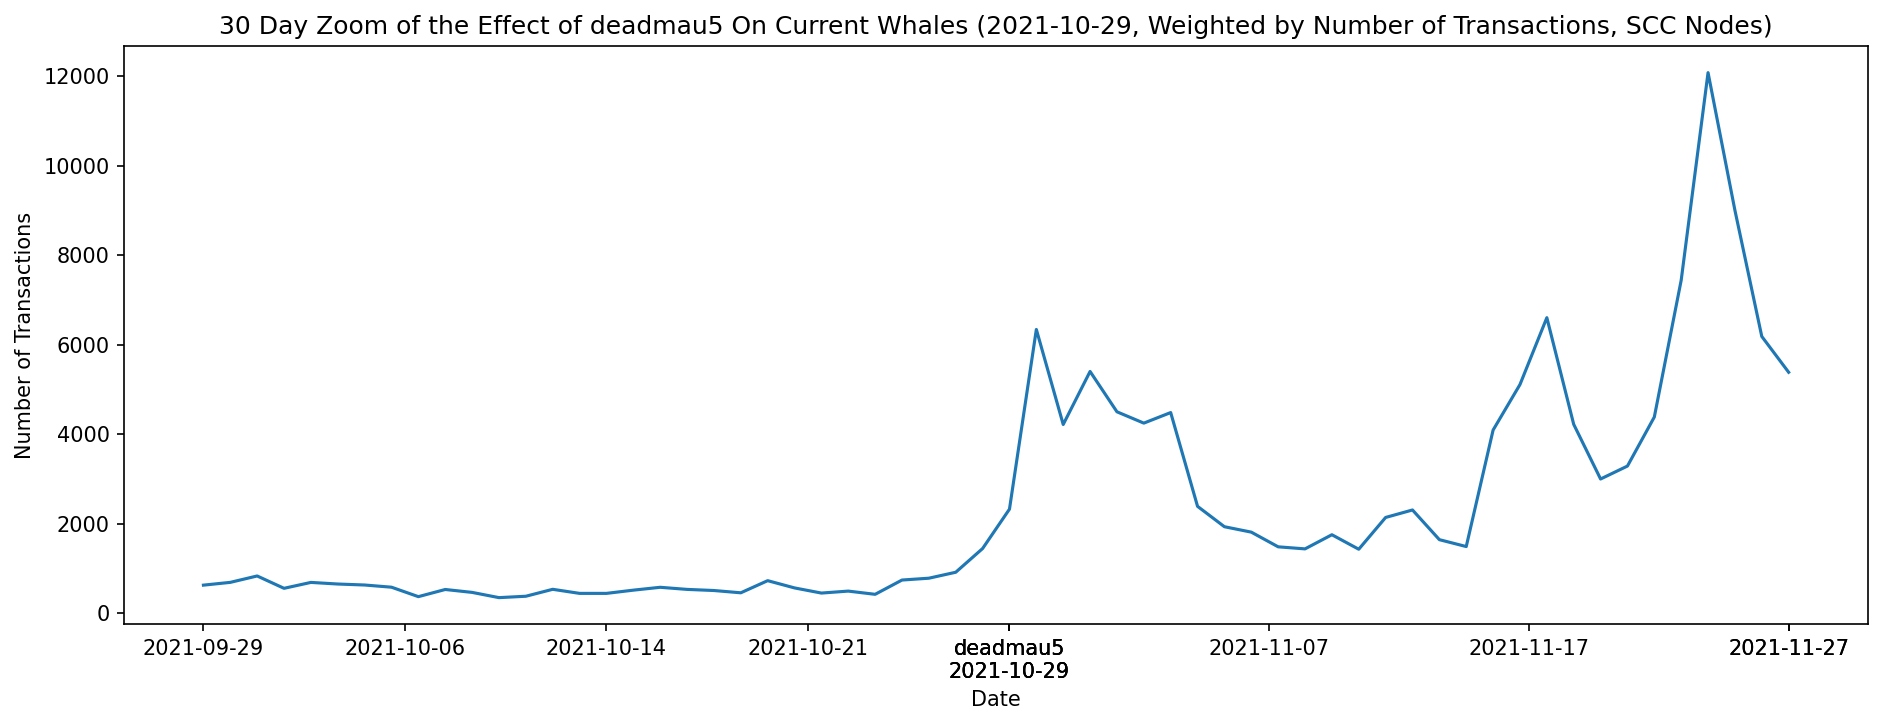 30 Day Zoom of the Effect of deadmau5 On Current Whales (2021-10-29, Weighted by Number of Transactions, SCC Nodes)
12000
10000
8000
6000
4000
2000
0
Number of Transactions
2021-09-29 2021-10-06 2021-10-14 2021-10-21 deadmau5 2021-11-07 2021-11-17 2021-11-27
2021-10-29
Date